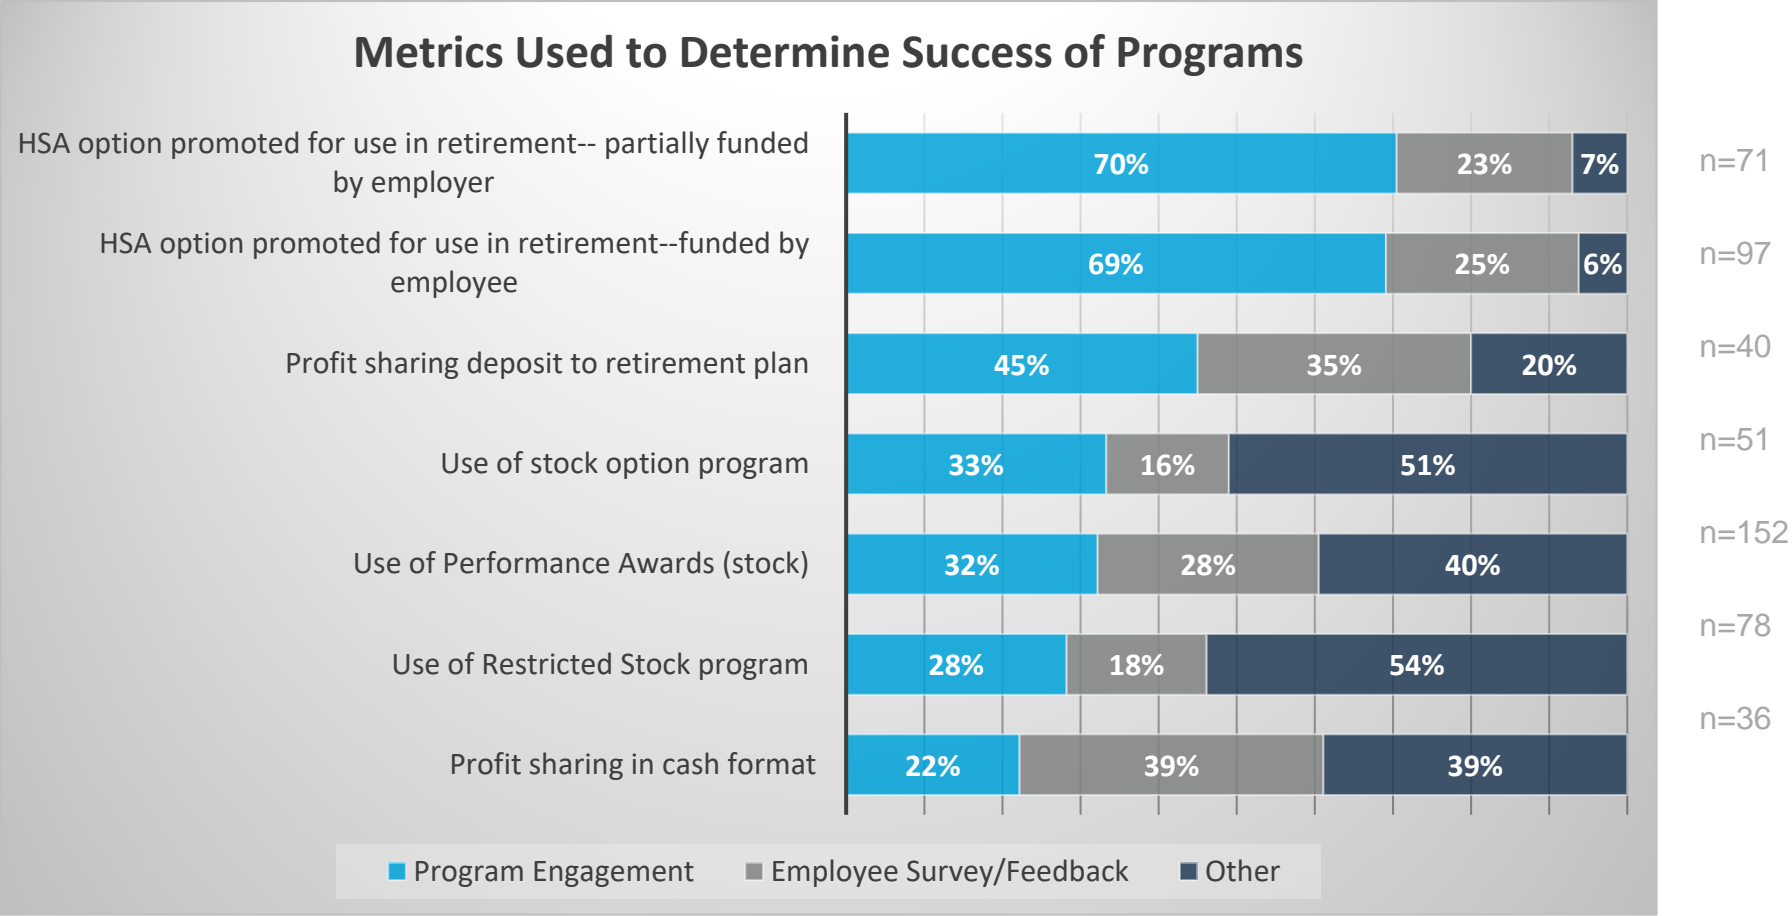 Metrics Used to Determine Success of Programs
HSA option promoted for use in retirement-- partially funded
by employer
70%
23%
7%
n=71
HSA option promoted for use in retirement--funded by
employee
69%
25%
6%
n=97
Profit sharing deposit to retirement plan
45%
35%
20%
n=40
Use of stock option program
33%
16%
51%
n=51
Use of Performance Awards (stock)
32%
28%
40%
n=152
Use of Restricted Stock program
28%
18%
54%
n=78
Profit sharing in cash format
22%
39%
39%
n=36
Program Engagement
Employee Survey/Feedback
Other